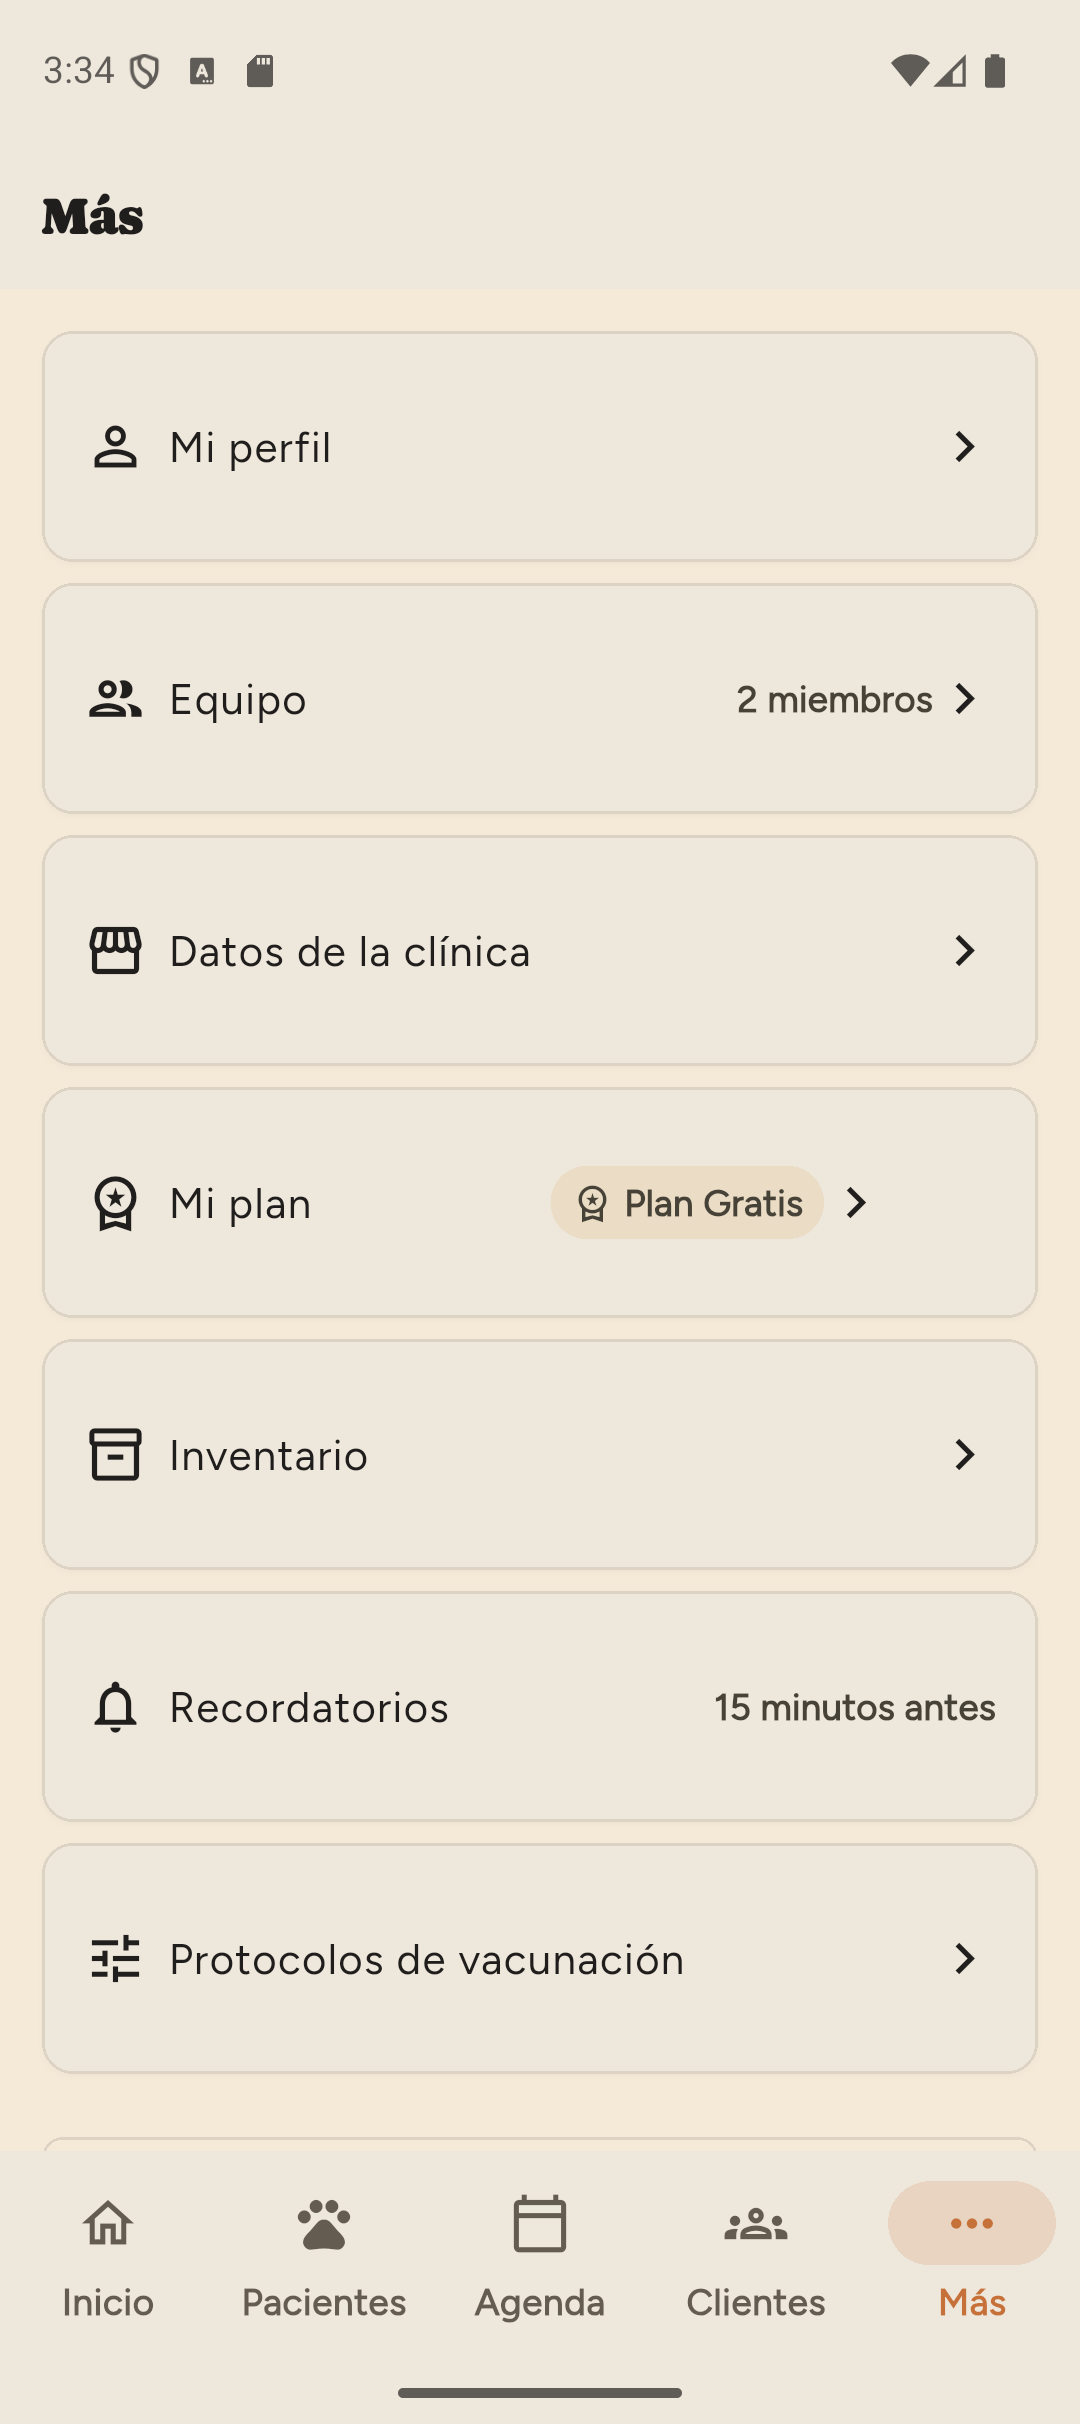 3:34
Más
Mi perfil
Equipo
2 miembros
Datos de la clínica
Mi plan
Plan Gratis
Inventario
Recordatorios
15 minutos antes
Protocolos de vacunación
Inicio
Pacientes
Agenda
Clientes
Más